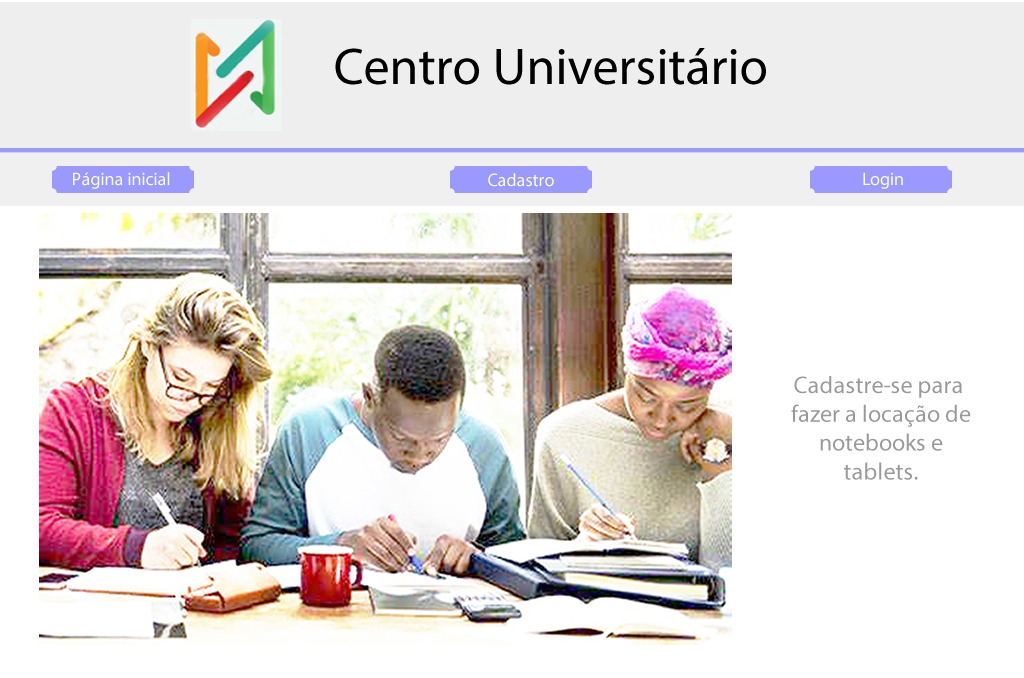 Centro Universitário
Página inicial
Cadastro
Login
Cadastre-se para
fazer a locação de
notebooks e
tablets.